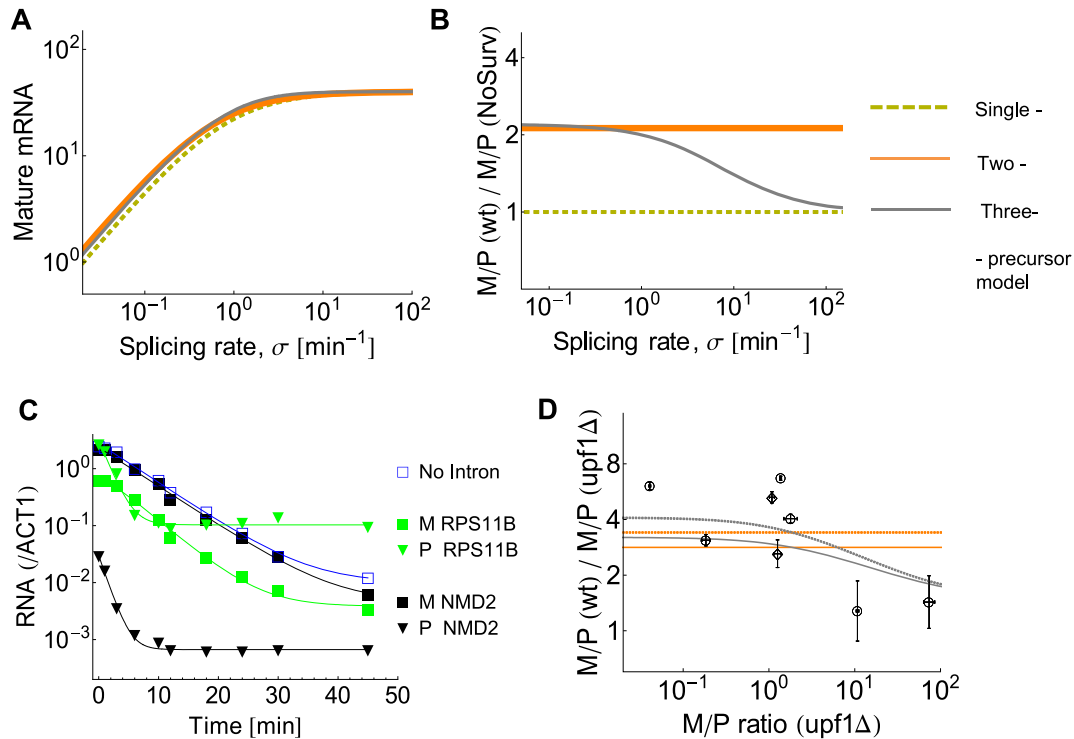 A
Mature mRNA
10²
10¹
10⁰
10⁻¹
10⁰
10¹
10²
Splicing rate, σ [min⁻¹]
B
M/P (wt) / M/P (NoSurv)
4
2
1
10⁻¹
10⁰
10¹
10²
Splicing rate, σ [min⁻¹]
Single -
Two -
Three-
- precursor
model
C
RNA (/ACT1)
10⁰
10⁻¹
10⁻²
10⁻³
0
10
20
30
40
50
Time [min]
No Intron
M RPS11B
P RPS11B
M NMD2
P NMD2
D
M/P (wt) / M/P (upf1Δ)
8
4
2
1
10⁻¹
10⁰
10¹
10²
M/P ratio (upf1Δ)